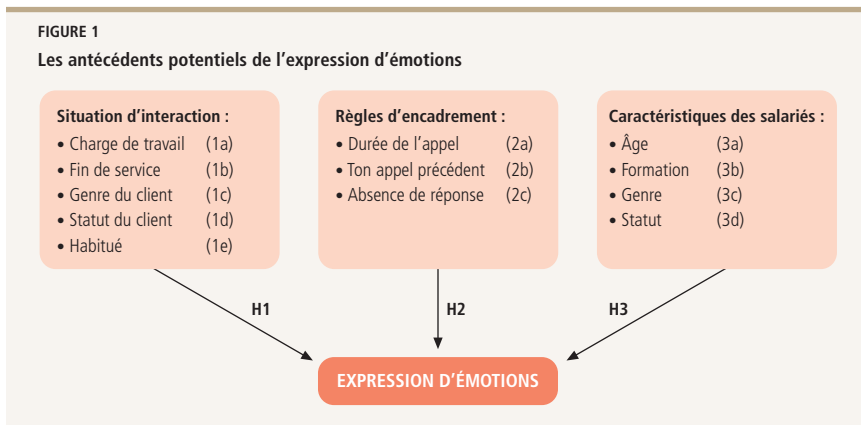 FIGURE 1
Les antécédents potentiels de l'expression d'émotions
Situation d'interaction :
• Charge de travail (1a)
• Fin de service (1b)
• Genre du client (1c)
• Statut du client (1d)
• Habitué (1e)
Règles d'encadrement :
• Durée de l'appel (2a)
• Ton appel précédent (2b)
• Absence de réponse (2c)
Caractéristiques des salariés :
• Âge (3a)
• Formation (3b)
• Genre (3c)
• Statut (3d)
H1
H2
H3
EXPRESSION D'ÉMOTIONS